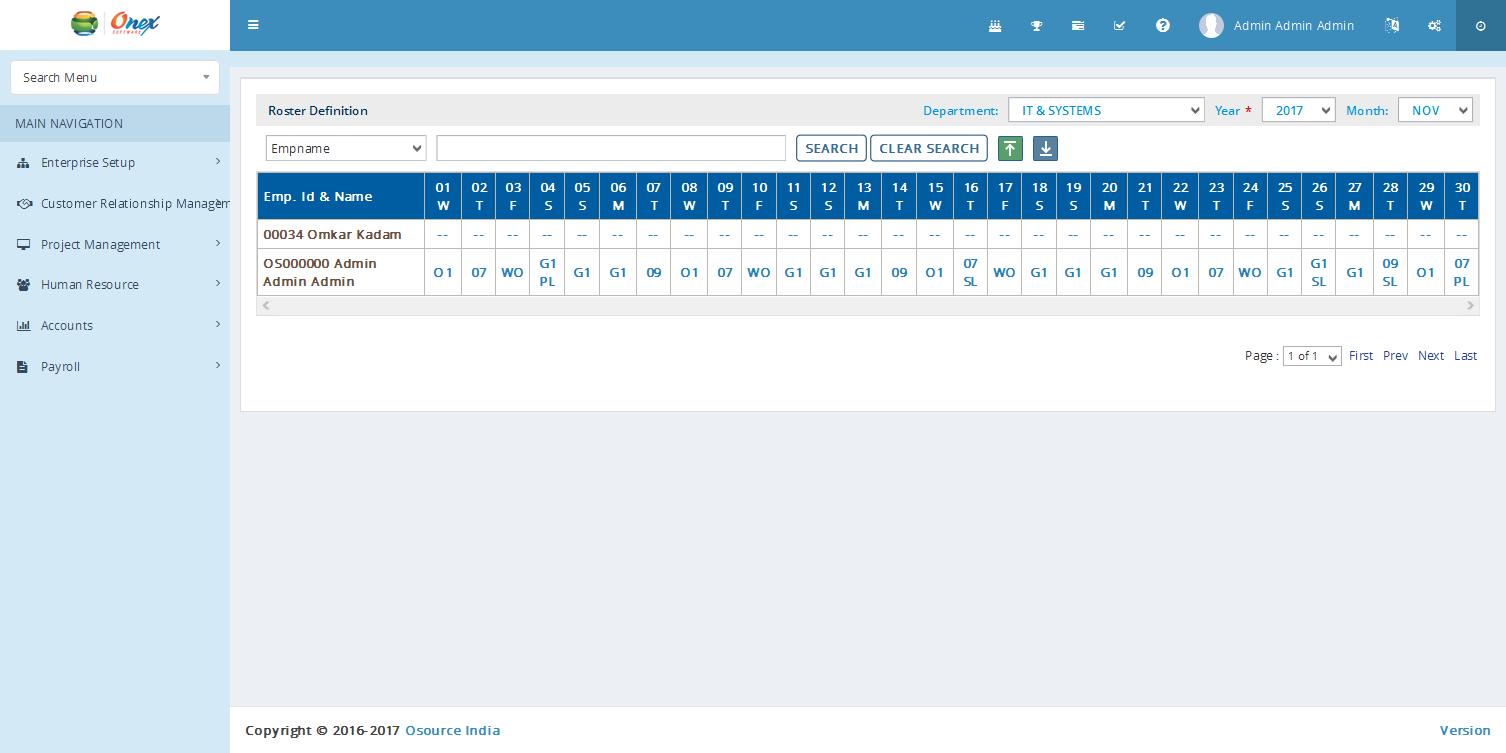 Onex
SOFTWARE
Admin Admin Admin
Search Menu
MAIN NAVIGATION
Enterprise Setup
Customer Relationship Managem
Project Management
Human Resource
Accounts
Payroll
Roster Definition Department: IT & SYSTEMS Year * 2017 Month: NOV
Empname SEARCH CLEAR SEARCH
Emp. Id & Name 01 02 03 04 05 06 07 08 09 10 11 12 13 14 15 16 17 18 19 20 21 22 23 24 25 26 27 28 29 30
W T F S S M T W T F S S M T W T F S S M T W T F S S M T W T
00034 Omkar Kadam -- -- -- -- -- -- -- -- -- -- -- -- -- -- -- -- -- -- -- -- -- -- -- -- -- -- -- -- -- --
OS000000 Admin Admin Admin O1 07 WO G1 PL G1 G1 09 O1 07 WO G1 G1 G1 09 O1 07 SL WO G1 G1 G1 09 O1 07 WO G1 G1 SL G1 09 SL O1 07 PL
Page : 1 of 1 First Prev Next Last
Copyright © 2016-2017 Osource India
Version